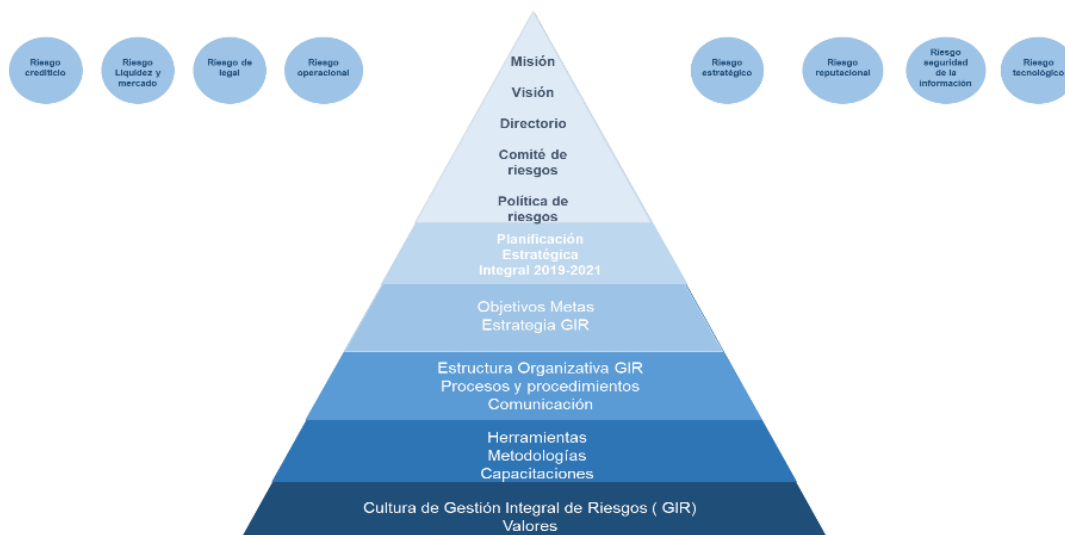 Riesgo
crediticio
Riesgo
Liquidez y
mercado
Riesgo de
legal
Riesgo
operacional
Riesgo
estratégico
Riesgo
reputacional
Riesgo
seguridad
de la
información
Riesgo
tecnológico
Misión
Visión
Directorio
Comité de
riesgos
Política de
riesgos
Planificación
Estratégica
Integral 2019-2021
Objetivos Metas
Estrategia GIR
Estructura Organizativa GIR
Procesos y procedimientos
Comunicación
Herramientas
Metodologías
Capacitaciones
Cultura de Gestión Integral de Riesgos ( GIR)
Valores